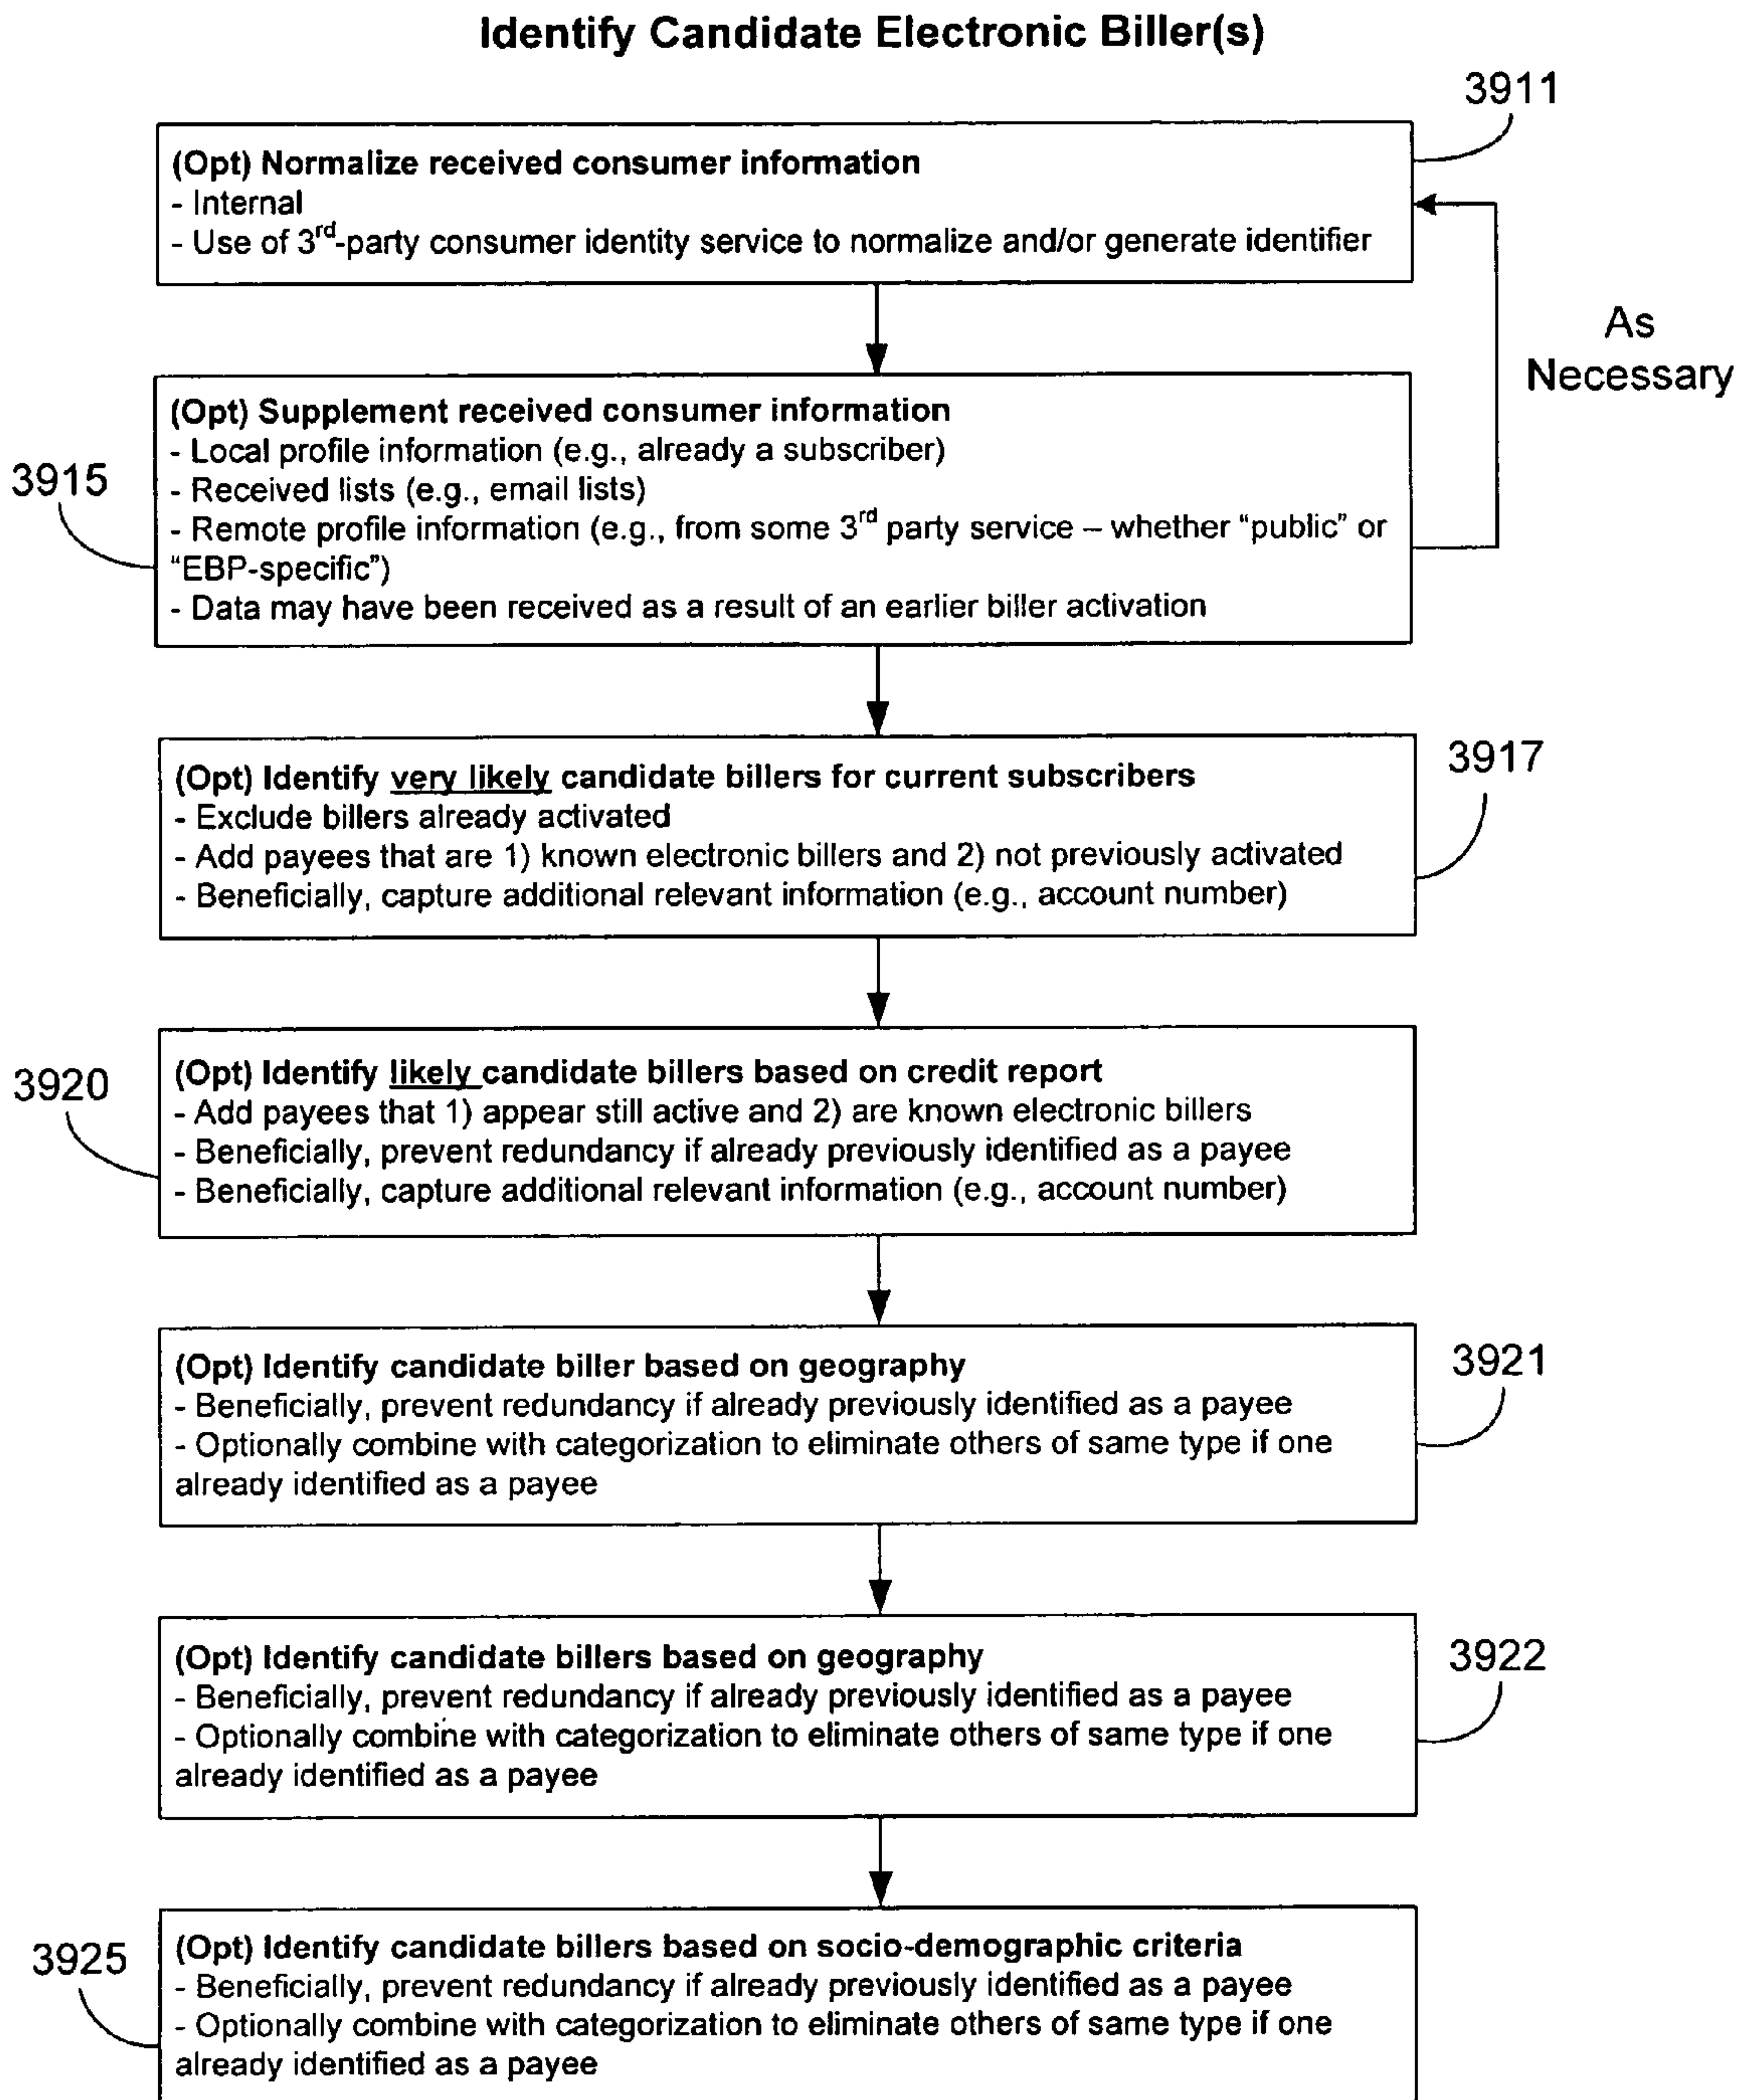 Identify Candidate Electronic Biller(s)
3911
(Opt) Normalize received consumer information
- Internal
- Use of 3rd-party consumer identity service to normalize and/or generate identifier
As
Necessary
(Opt) Supplement received consumer information
- Local profile information (e.g., already a subscriber)
3915
- Received lists (e.g., email lists)
- Remote profile information (e.g., from some 3rd party service – whether “public” or
“EBP-specific”)
- Data may have been received as a result of an earlier biller activation
3917
(Opt) Identify very likely candidate billers for current subscribers
- Exclude billers already activated
- Add payees that are 1) known electronic billers and 2) not previously activated
- Beneficially, capture additional relevant information (e.g., account number)
3920
(Opt) Identify likely candidate billers based on credit report
- Add payees that 1) appear still active and 2) are known electronic billers
- Beneficially, prevent redundancy if already previously identified as a payee
- Beneficially, capture additional relevant information (e.g., account number)
3921
(Opt) Identify candidate biller based on geography
- Beneficially, prevent redundancy if already previously identified as a payee
- Optionally combine with categorization to eliminate others of same type if one
already identified as a payee
3922
(Opt) Identify candidate billers based on geography
- Beneficially, prevent redundancy if already previously identified as a payee
- Optionally combine with categorization to eliminate others of same type if one
already identified as a payee
3925
(Opt) Identify candidate billers based on socio-demographic criteria
- Beneficially, prevent redundancy if already previously identified as a payee
- Optionally combine with categorization to eliminate others of same type if one
already identified as a payee